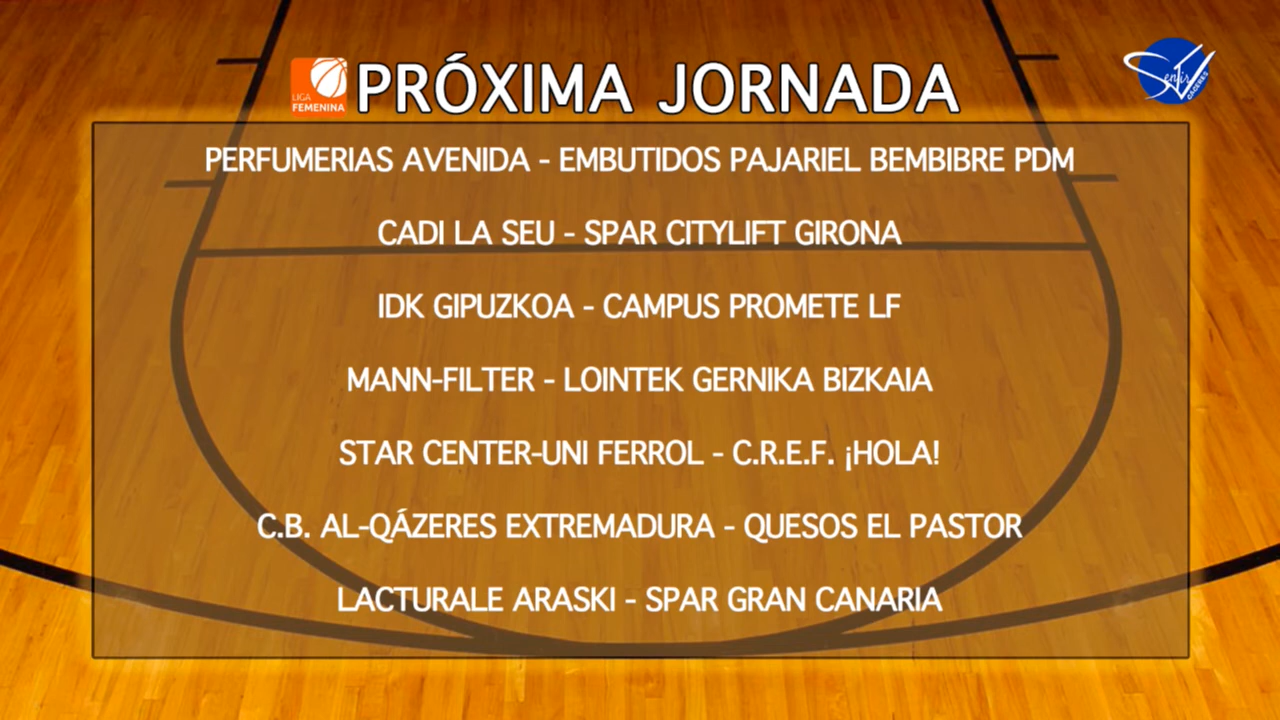 LIGA
FEMENINA
PRÓXIMA JORNADA
Sentir
CÁCERES
PERFUMERIAS AVENIDA - EMBUTIDOS PAJARIEL BEMBIBRE PDM
CADI LA SEU - SPAR CITYLIFT GIRONA
IDK GIPUZKOA - CAMPUS PROMETE LF
MANN-FILTER - LOINTEK GERNIKA BIZKAIA
STAR CENTER-UNI FERROL - C.R.E.F. ¡HOLA!
C.B. AL-QÁZERES EXTREMADURA - QUESOS EL PASTOR
LACTURALE ARASKI - SPAR GRAN CANARIA